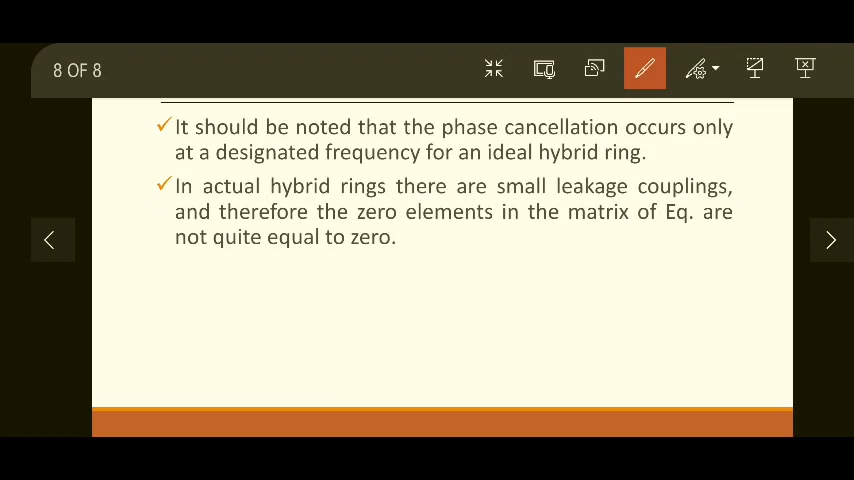 8 OF 8
It should be noted that the phase cancellation occurs only
at a designated frequency for an ideal hybrid ring.
In actual hybrid rings there are small leakage couplings,
and therefore the zero elements in the matrix of Eq. are
not quite equal to zero.